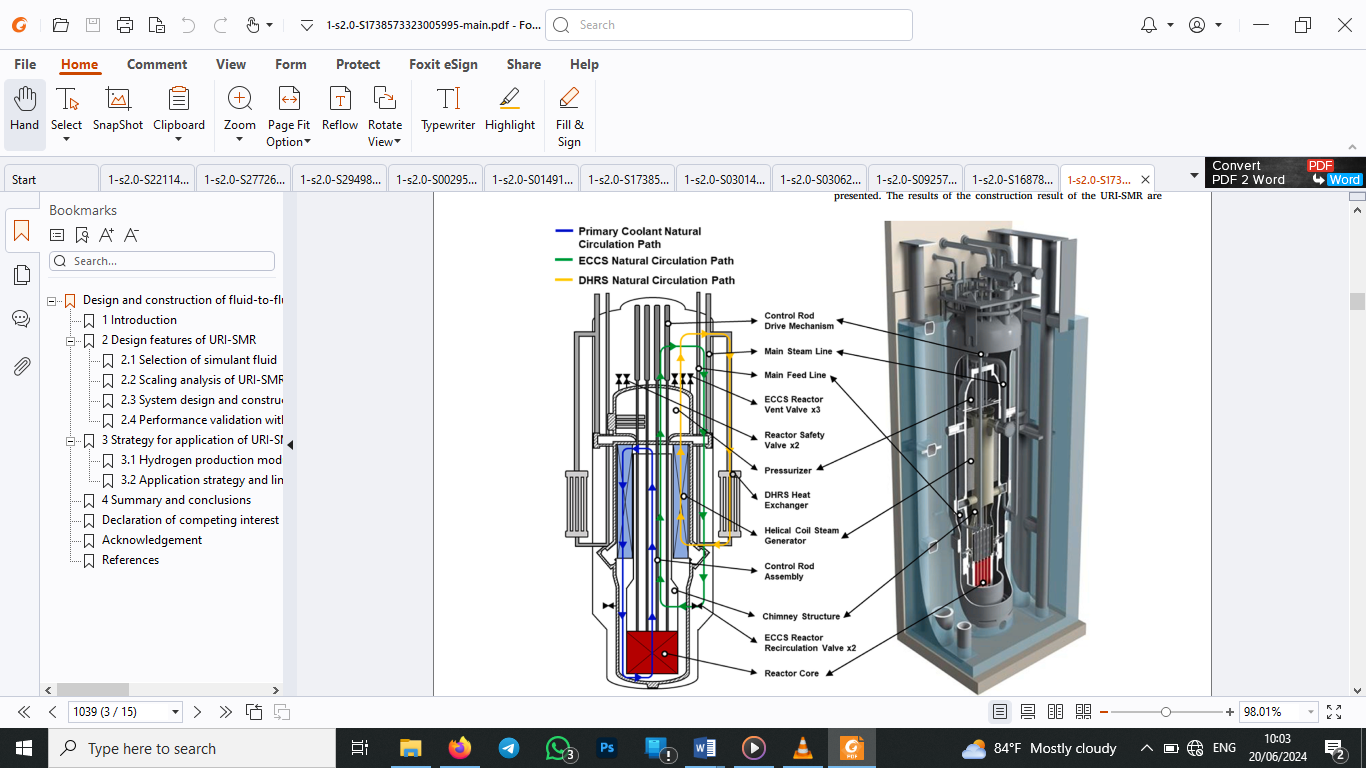 1-s2.0-S1738573323005995-main.pdf - Fo...
Search
File Home Comment View Form Protect Foxit eSign Share Help
Hand
Select
SnapShot
Clipboard
Zoom
Page Fit
Option
Reflow
Rotate
View
Typewriter
Highlight
Fill &
Sign
Start
1-s2.0-S22114...
1-s2.0-S27726...
1-s2.0-S29498...
1-s2.0-S00295...
1-s2.0-S01491...
1-s2.0-S17385...
1-s2.0-S03014...
1-s2.0-S03062...
1-s2.0-S09257...
1-s2.0-S16878...
1-s2.0-S173...
Convert PDF
PDF 2 Word Word
Bookmarks
Search...
Design and construction of fluid-to-flu
1 Introduction
2 Design features of URI-SMR
2.1 Selection of simulant fluid
2.2 Scaling analysis of URI-SMR
2.3 System design and constru
2.4 Performance validation with
3 Strategy for application of URI-SM
3.1 Hydrogen production mod
3.2 Application strategy and lin
4 Summary and conclusions
Declaration of competing interest
Acknowledgement
References
presented. The results of the construction result of the URI-SMR are
Primary Coolant Natural
Circulation Path
ECCS Natural Circulation Path
DHRS Natural Circulation Path
Control Rod
Drive Mechanism
Main Steam Line
Main Feed Line
ECCS Reactor
Vent Valve x3
Reactor Safety
Valve x2
Pressurizer
DHRS Heat
Exchanger
Helical Coil Steam
Generator
Control Rod
Assembly
Chimney Structure
ECCS Reactor
Recirculation Valve x2
Reactor Core
1039 (3 / 15)
98.01%
Type here to search
Ps
3
W
PDF
84°F Mostly cloudy
ENG
10:03
20/06/2024
2